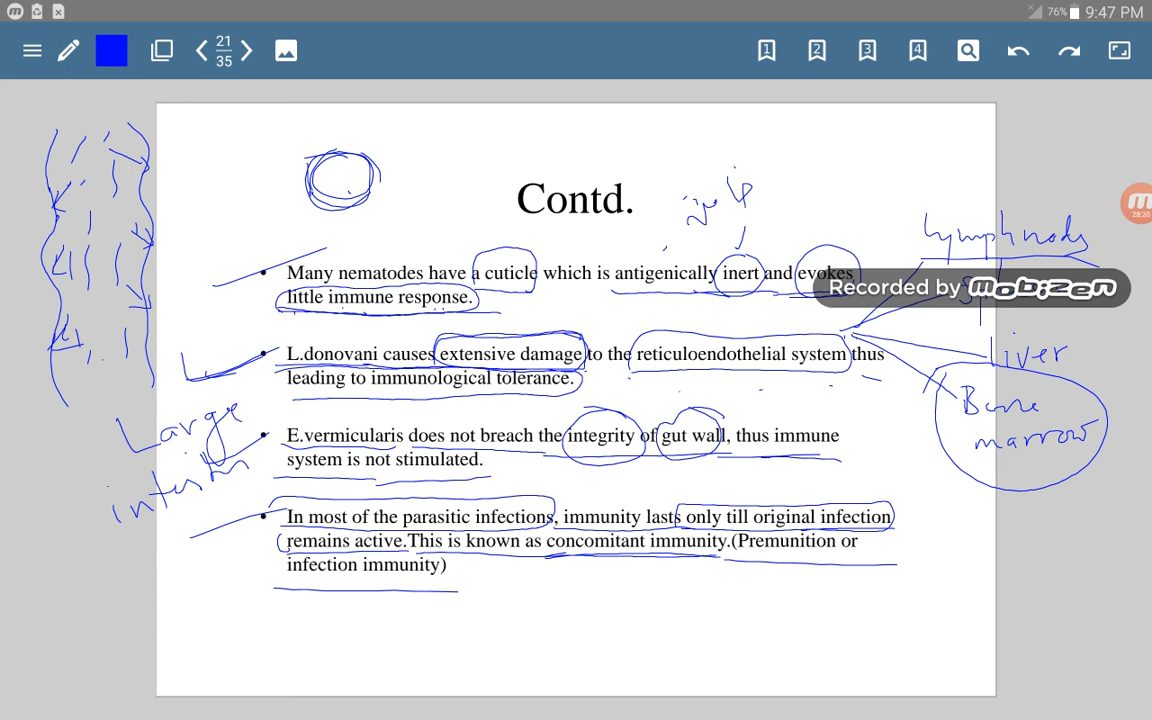 76% 9:47 PM
21
35
1 2 3 4
Contd.
lymphnods
• Many nematodes have a cuticle which is antigenically inert and evokes
little immune response.
Recorded by mobizen
28:20
• L.donovani causes extensive damage to the reticuloendothelial system thus
leading to immunological tolerance.
Liver
Bone
marrow
Large
• E.vermicularis does not breach the integrity of gut wall, thus immune
system is not stimulated.
• In most of the parasitic infections, immunity lasts only till original infection
remains active.This is known as concomitant immunity.(Premunition or
infection immunity)